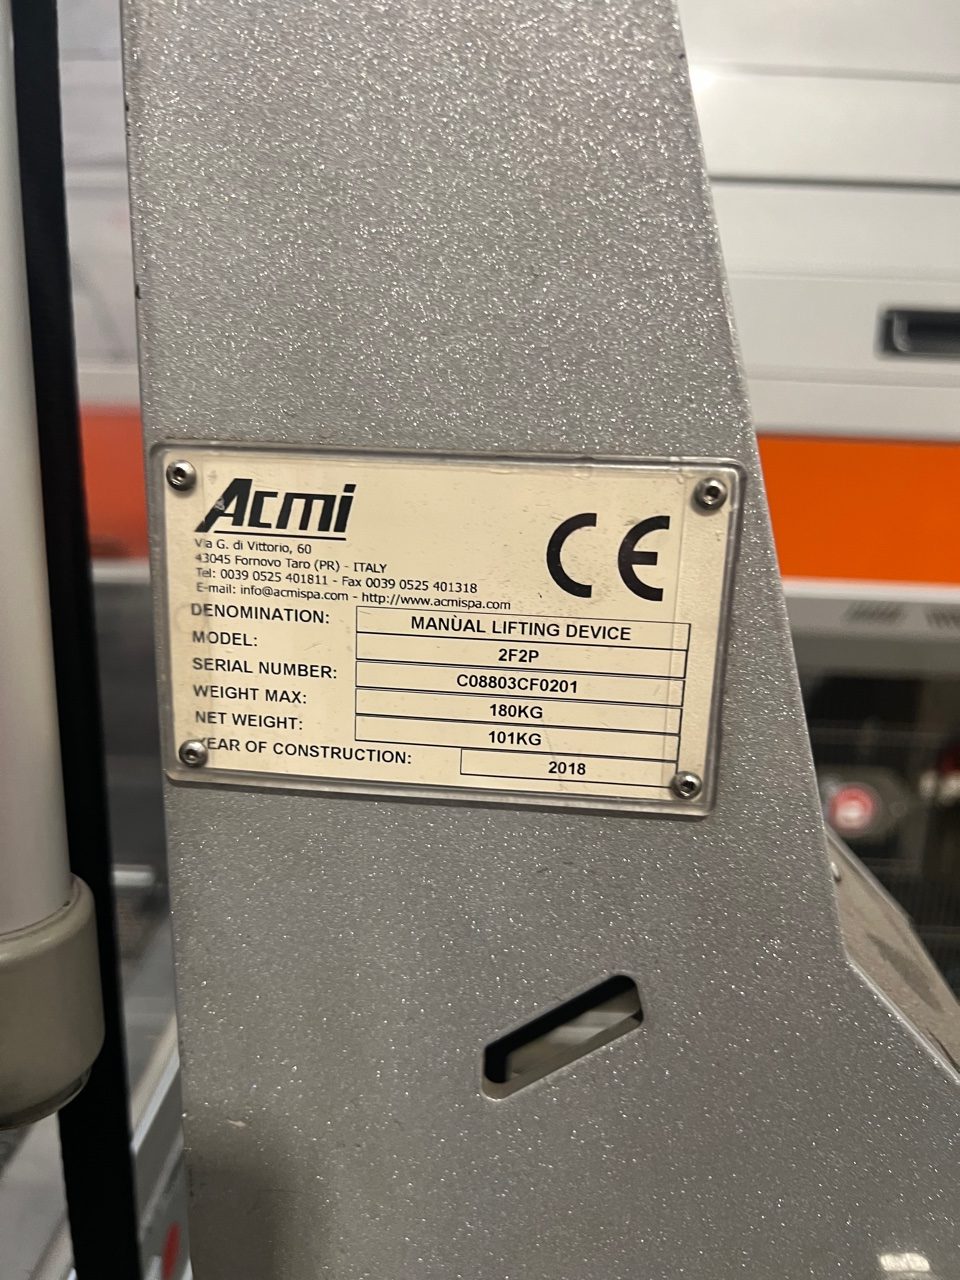 Acmi
Via G. di Vittorio, 60
43045 Fornovo Taro (PR) - ITALY
Tel: 0039 0525 401811 - Fax 0039 0525 401318
E-mail: info@acmispa.com - http://www.acmispa.com
CE
DENOMINATION: MANÙAL LIFTING DEVICE
MODEL: 2F2P
SERIAL NUMBER: C08803CF0201
WEIGHT MAX: 180KG
NET WEIGHT: 101KG
YEAR OF CONSTRUCTION: 2018